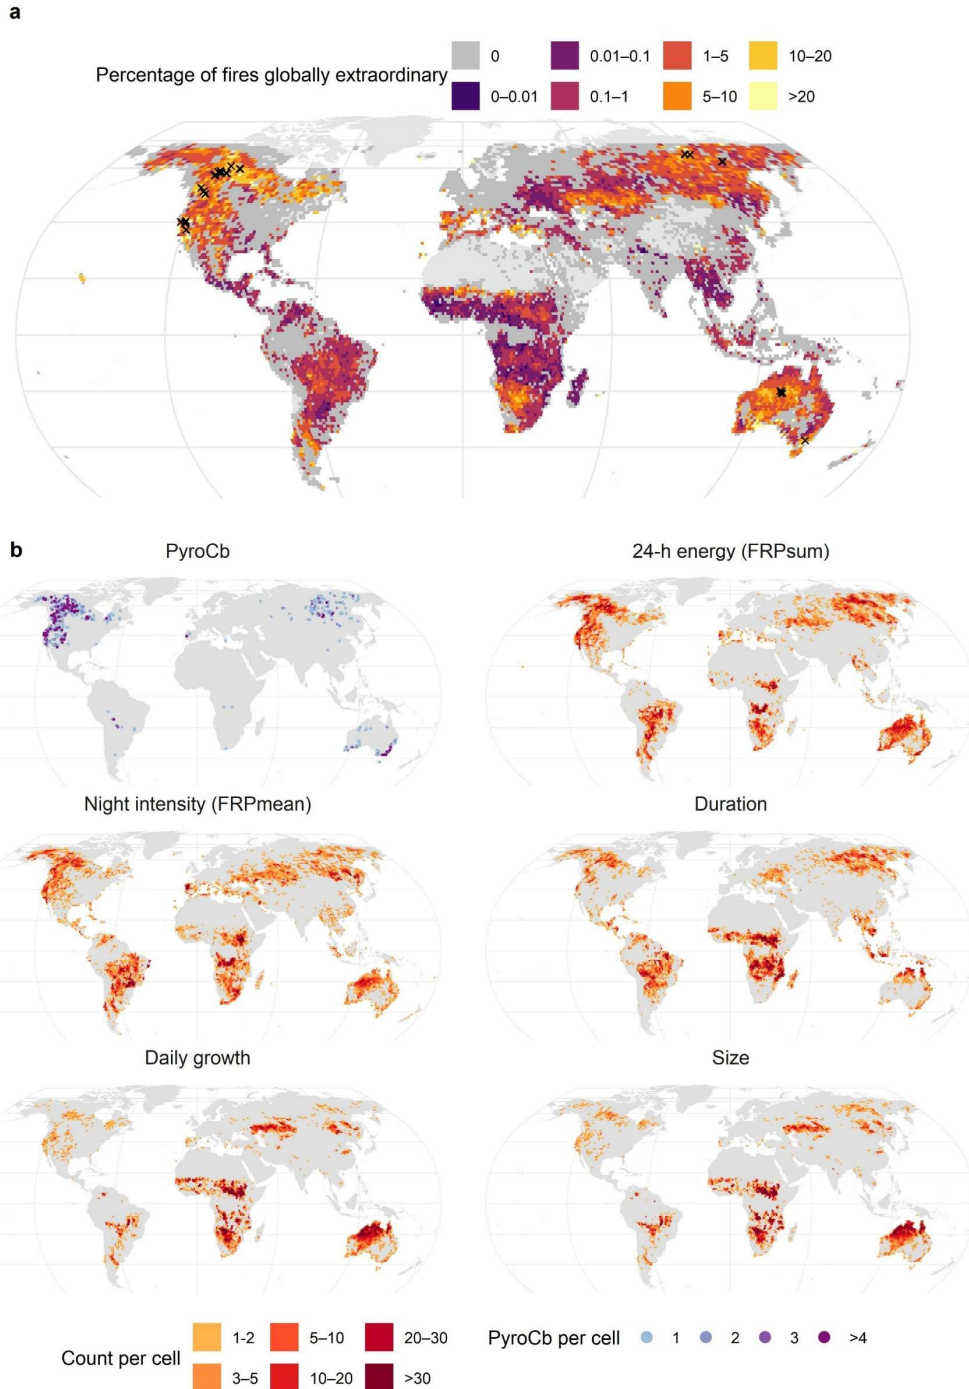 a
Percentage of fires globally extraordinary
0
0.01–0.1
1–5
10–20
0–0.01
0.1–1
5–10
>20
b
PyroCb
24-h energy (FRPsum)
Night intensity (FRPmean)
Duration
Daily growth
Size
Count per cell
1-2
5–10
20–30
3–5
10–20
>30
PyroCb per cell
1
2
3
>4